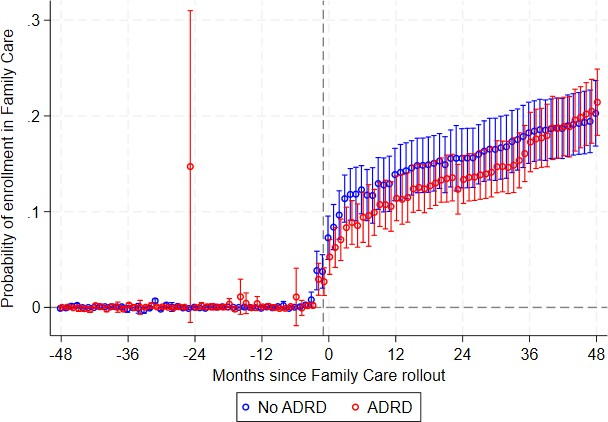 Probability of enrollment in Family Care
.3
.2
.1
0
-48 -36 -24 -12 0 12 24 36 48
Months since Family Care rollout
No ADRD ADRD